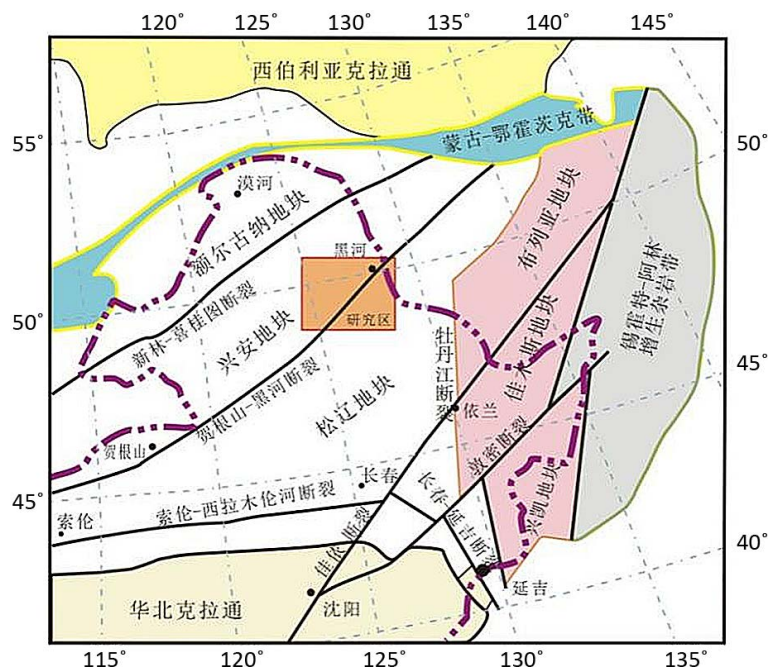 120°
125°
130°
135°
140°
145°
西伯利亚克拉通
蒙古-鄂霍茨克带
55°
50°
漠河
额尔古纳地块
布列亚地块
黑河
锡霍特-阿林
增生杂岩带
新林-喜桂图断裂
研究区
50°
兴安地块
牡丹江断裂
佳木斯地块
45°
贺根山-黑河断裂
松辽地块
依兰
贺根山
敦密断裂
长春
45°
索伦-西拉木伦河断裂
长春-延吉断裂
兴凯地块
索伦
佳依断裂
40°
延吉
华北克拉通
沈阳
115°
120°
125°
130°
135°